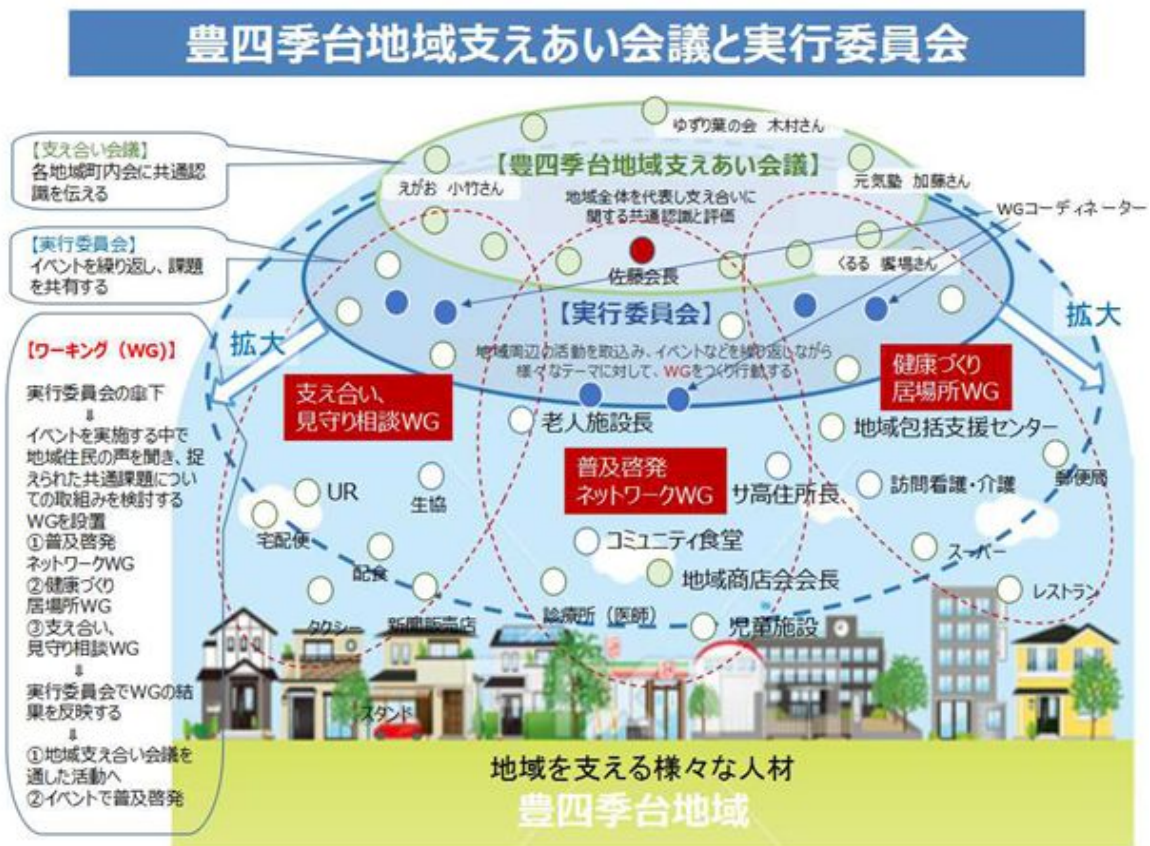 豊四季台地域支えあい会議と実行委員会
【支え合い会議】
各地域町内会に共通認
識を伝える
【実行委員会】
イベントを繰り返し、課題
を共有する
ゆずり葉の会 木村さん
【豊四季台地域支えあい会議】
えがお 小竹さん
元気塾 加藤さん
地域全体を代表し支え合いに
関する共通認識と評価
WGコーディネーター
佐藤会長
くるる
さん
【実行委員会】
地域周辺の活動を取込み、イベントなどを繰り返しながら
様々なテーマに対して、WGをつくり行動する
拡大
拡大
【ワーキング（WG)】
実行委員会の傘下
⇓
イベントを実施する中で
地域住民の声を聞き、捉
えられた共通課題につい
ての取組みを検討する
WGを設置
①普及啓発
ネットワークWG
②健康づくり
居場所WG
③支え合い、
見守り相談WG
⇓
実行委員会でWGの結
果を反映する
⇓
①地域支え合い会議を
通した活動へ
②イベントで普及啓発
支え合い、
見守り相談WG
健康づくり
居場所WG
普及啓発
ネットワークWG
老人施設長
地域包括支援センター
UR
生協
サ高住所長、
訪問看護・介護
郵便局
宅配便
配食
コミュニティ食堂
スーパー
地域商店会会長
レストラン
タクシー
新聞販売店
診療所（医師）
児童施設
スタンド
地域を支える様々な人材
豊四季台地域